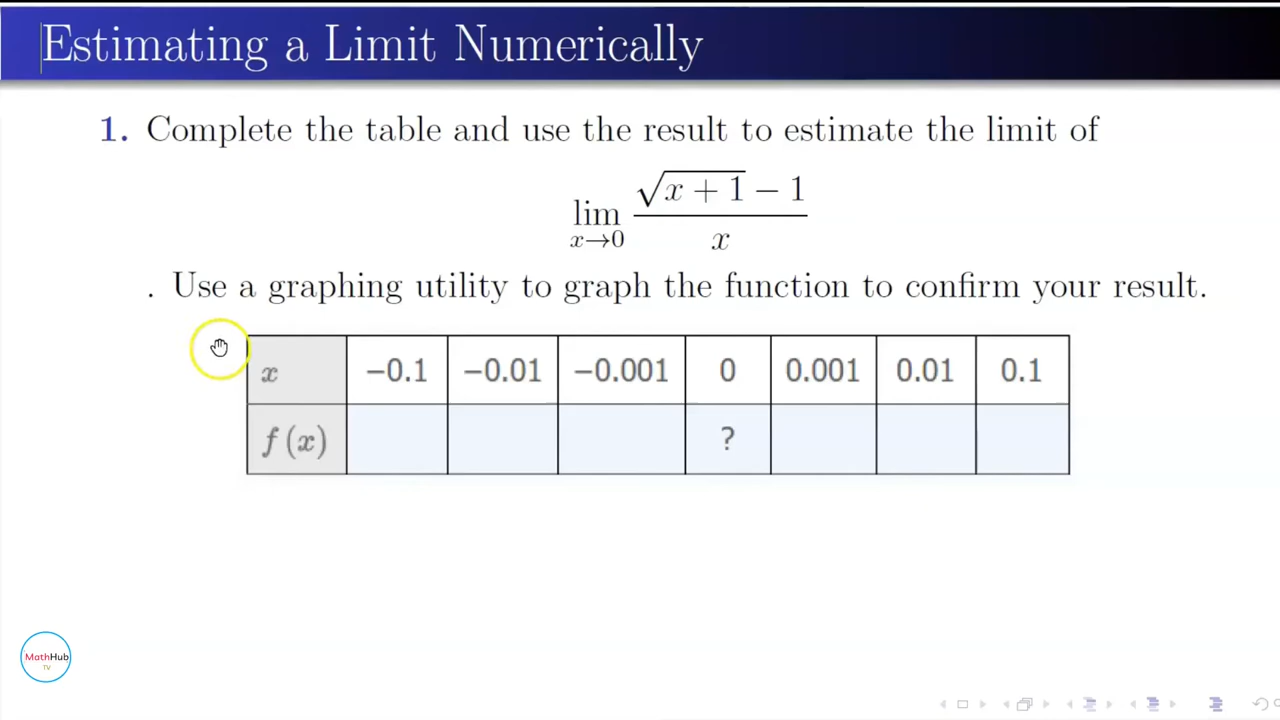 Estimating a Limit Numerically
1. Complete the table and use the result to estimate the limit of
lim x→0 (√(x + 1) − 1) / x
. Use a graphing utility to graph the function to confirm your result.
x −0.1 −0.01 −0.001 0 0.001 0.01 0.1
f (x) ?
MathHub
TV